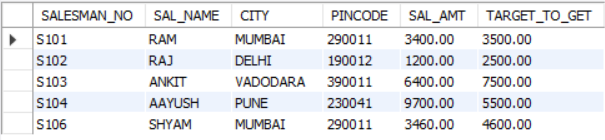 SALESMAN_NO SAL_NAME CITY PINCODE SAL_AMT TARGET_TO_GET
S101 RAM MUMBAI 290011 3400.00 3500.00
S102 RAJ DELHI 190012 1200.00 2500.00
S103 ANKIT VADODARA 390011 6400.00 7500.00
S104 AAYUSH PUNE 230041 9700.00 5500.00
S106 SHYAM MUMBAI 290011 3460.00 4600.00